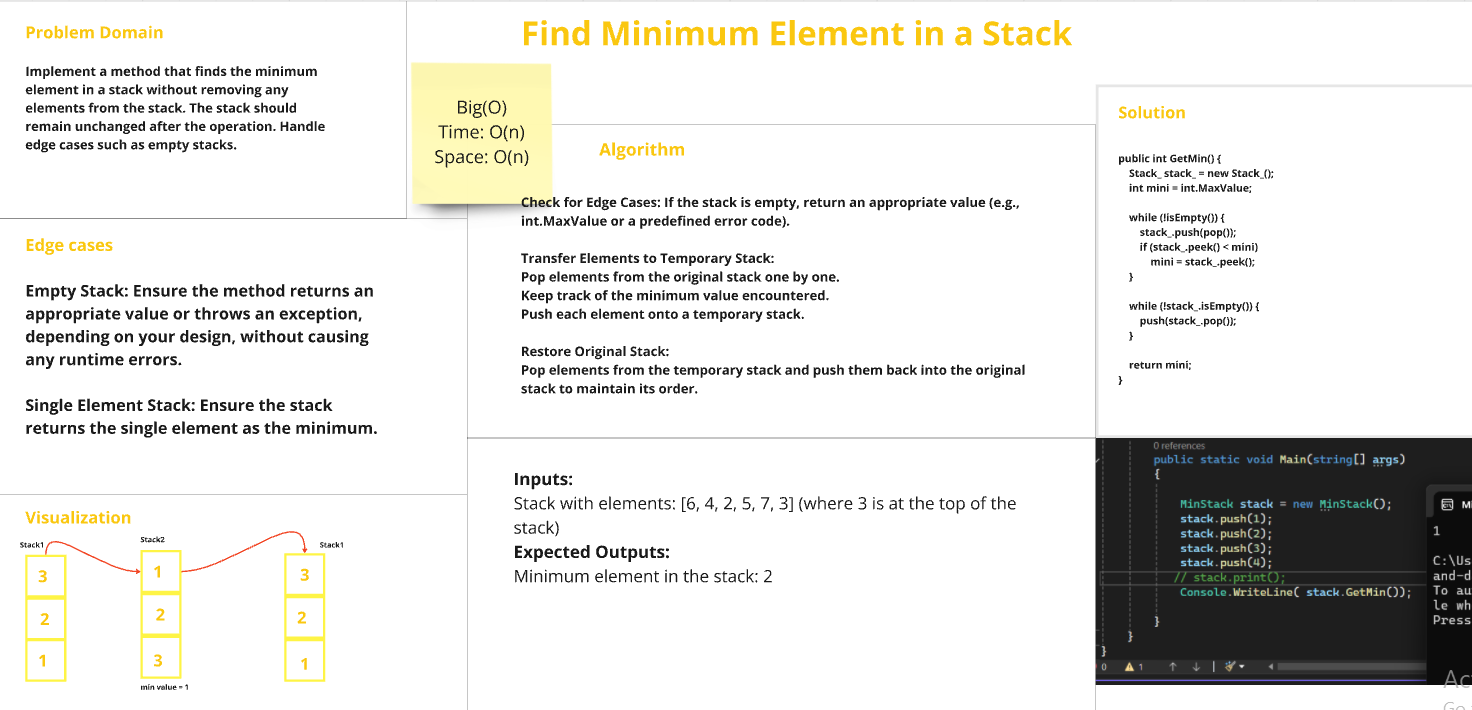 Find Minimum Element in a Stack
Problem Domain
Implement a method that finds the minimum
element in a stack without removing any
elements from the stack. The stack should
remain unchanged after the operation. Handle
edge cases such as empty stacks.
Big(O)
Time: O(n)
Space: O(n)
Edge cases
Empty Stack: Ensure the method returns an
appropriate value or throws an exception,
depending on your design, without causing
any runtime errors.
Single Element Stack: Ensure the stack
returns the single element as the minimum.
Visualization
Stack1
3
2
1
Stack2
1
2
3
min value = 1
Stack1
3
2
1
Algorithm
Check for Edge Cases: If the stack is empty, return an appropriate value (e.g.,
int.MaxValue or a predefined error code).
Transfer Elements to Temporary Stack:
Pop elements from the original stack one by one.
Keep track of the minimum value encountered.
Push each element onto a temporary stack.
Restore Original Stack:
Pop elements from the temporary stack and push them back into the original
stack to maintain its order.
Inputs:
Stack with elements: [6, 4, 2, 5, 7, 3] (where 3 is at the top of the
stack)
Expected Outputs:
Minimum element in the stack: 2
Solution
public int GetMin() {
Stack_ stack_ = new Stack_();
int mini = int.MaxValue;
while (!isEmpty()) {
stack_.push(pop());
if (stack_.peek() < mini)
mini = stack_.peek();
}
while (!stack_.isEmpty()) {
push(stack_.pop());
}
return mini;
}
0 references
public static void Main(string[] args)
{
MinStack stack = new MinStack();
stack.push(1);
stack.push(2);
stack.push(3);
stack.push(4);
// stack.print();
Console.WriteLine( stack.GetMin());
}
}
}
0
1
1
C:\Us
and-d
To au
le wh
Press